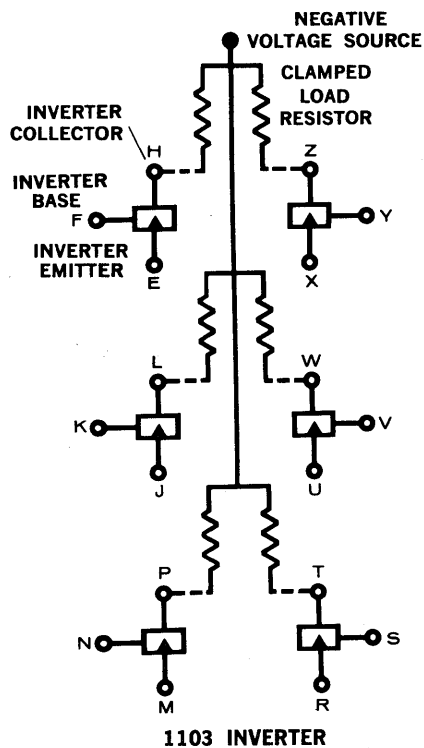 NEGATIVE
VOLTAGE SOURCE
CLAMPED
LOAD
RESISTOR
INVERTER
COLLECTOR
H
Z
INVERTER
BASE
F
Y
INVERTER
EMITTER
E
X
L
W
K
V
J
U
P
T
N
S
M
R
1103 INVERTER